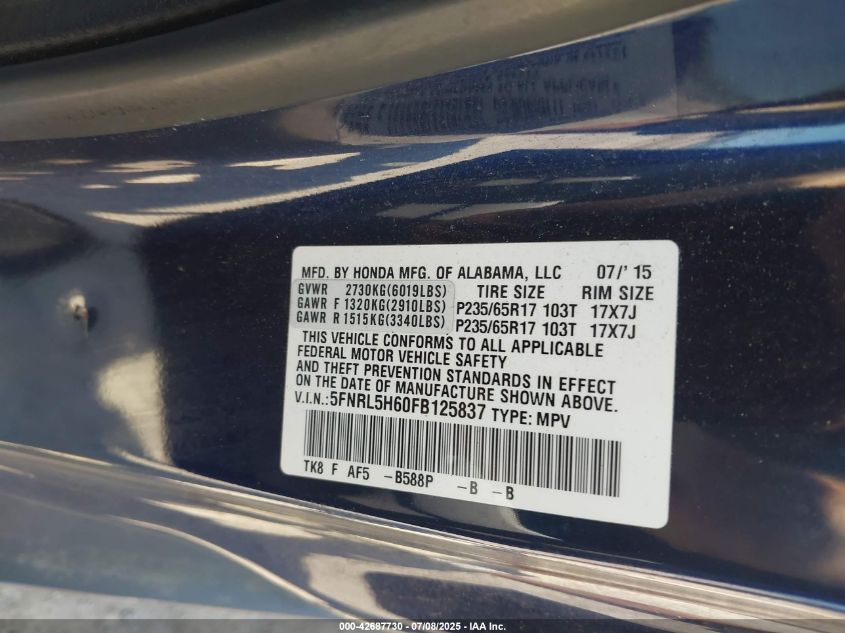 MFD. BY HONDA MFG. OF ALABAMA, LLC 07/'15
GVWR 2730KG(6019LBS) TIRE SIZE RIM SIZE
GAWR F 1320KG(2910LBS) P235/65R17 103T 17X7J
GAWR R 1515KG(3340LBS) P235/65R17 103T 17X7J
THIS VEHICLE CONFORMS TO ALL APPLICABLE
FEDERAL MOTOR VEHICLE SAFETY
AND THEFT PREVENTION STANDARDS IN EFFECT
ON THE DATE OF MANUFACTURE SHOWN ABOVE.
V.I.N.: 5FNRL5H60FB125837 TYPE: MPV
TK8 F AF5 -B588P -B -B
000-42687730 - 07/08/2025 - IAA Inc.